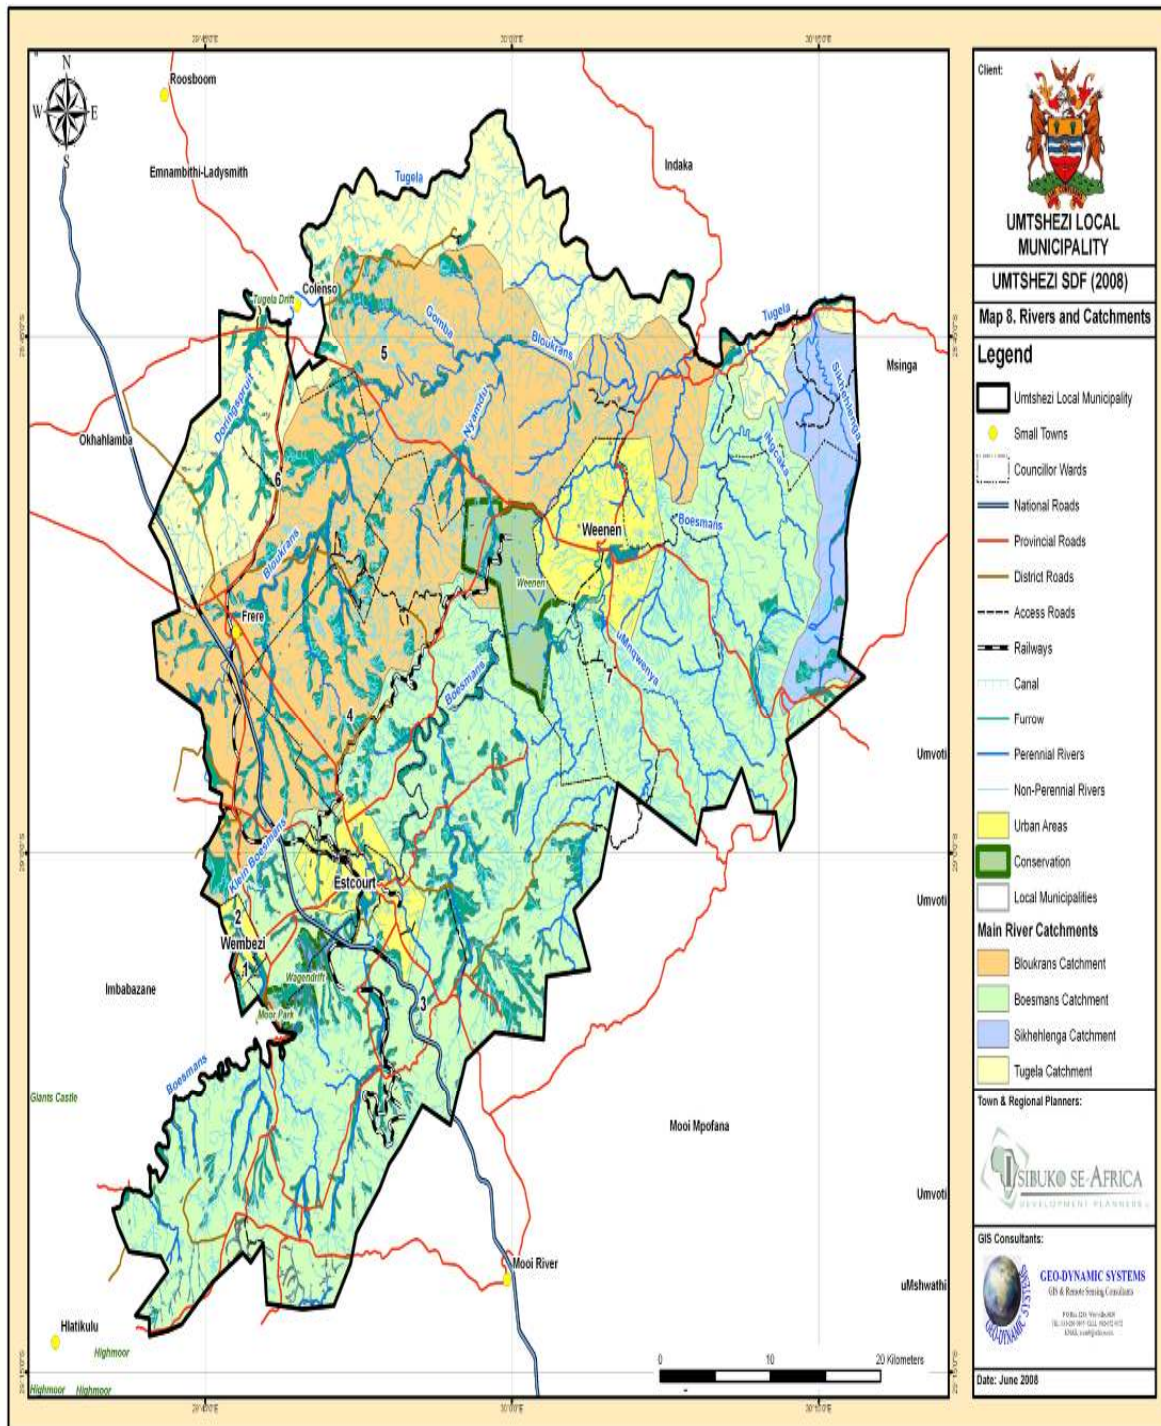 N
W E
S
Roosboom
Emnambithi-Ladysmith
Tugela
Indaka
Tugela Drift
Colenso
Gomba
Bloukrans
Tugela
Msinga
5
Doringspruit
Nyamdu
Sikhehlenga
Okhahlamba
6
Weenen
Boesmans
Bloukrans
Weenen
Frere
uMnqwenya
Boesmans
7
4
Umvoti
Klein Boesmans
Estcourt
Umvoti
2
Wembezi
1
Wagendrift
Imbabazane
3
Moor Park
Boesmans
Giants Castle
Mooi Mpofana
Umvoti
Mooi River
uMshwathi
Hlatikulu
Highmoor
Highmoor Highmoor
0 10 20 Kilometers
Client:
UMTSHEZI LOCAL
MUNICIPALITY
UMTSHEZI SDF (2008)
Map 8. Rivers and Catchments
Legend
Umtshezi Local Municipality
Small Towns
Councillor Wards
National Roads
Provincial Roads
District Roads
Access Roads
Railways
Canal
Furrow
Perennial Rivers
Non-Perennial Rivers
Urban Areas
Conservation
Local Municipalities
Main River Catchments
Bloukrans Catchment
Boesmans Catchment
Sikhehlenga Catchment
Tugela Catchment
Town & Regional Planners:
ISIBUKO SE-AFRICA
DEVELOPMENT PLANNERS
GIS Consultants:
GEO-DYNAMIC SYSTEMS
GEO-DYNAMIC SYSTEMS
GIS & Remote Sensing Consultants
Date: June 2008